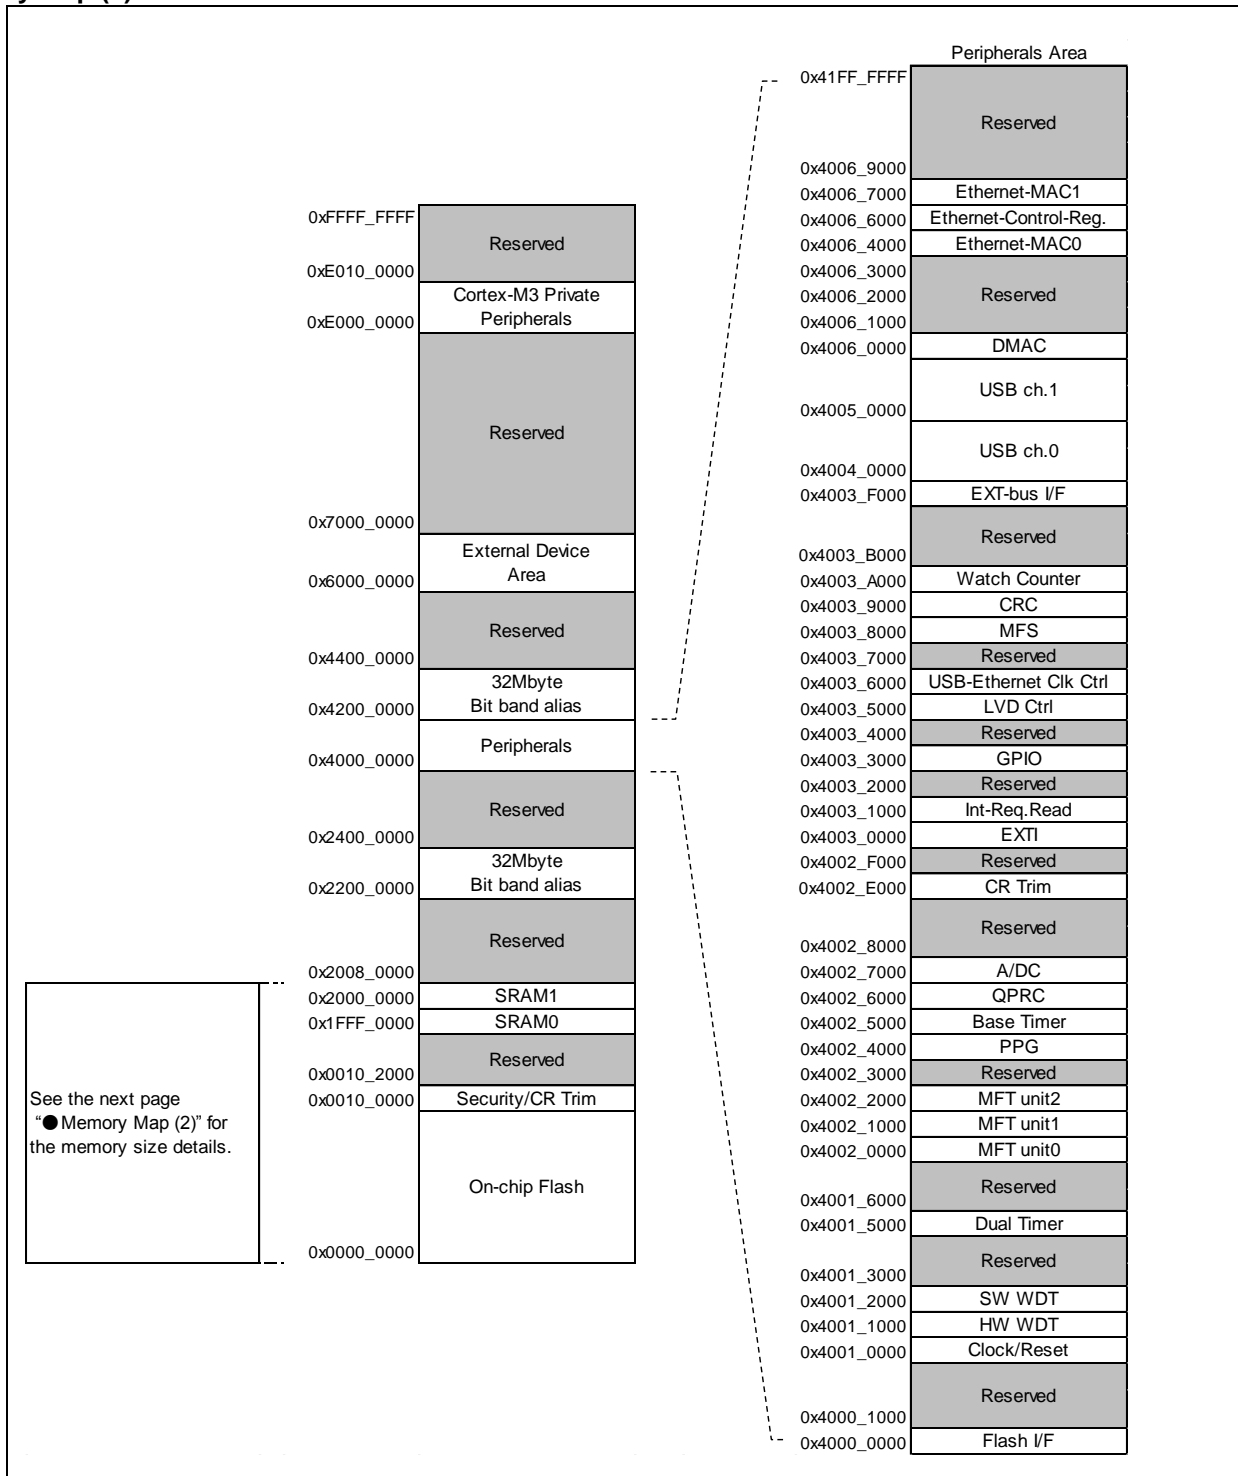 Peripherals Area
0x41FF_FFFF
Reserved
0x4006_9000
0x4006_7000 Ethernet-MAC1
0x4006_6000 Ethernet-Control-Reg.
0x4006_4000 Ethernet-MAC0
0x4006_3000
0x4006_2000 Reserved
0x4006_1000
0x4006_0000 DMAC
USB ch.1
0x4005_0000
USB ch.0
0x4004_0000
0x4003_F000 EXT-bus I/F
Reserved
0x4003_B000
0x4003_A000 Watch Counter
0x4003_9000 CRC
0x4003_8000 MFS
0x4003_7000 Reserved
0x4003_6000 USB-Ethernet Clk Ctrl
0x4003_5000 LVD Ctrl
0x4003_4000 Reserved
0x4003_3000 GPIO
0x4003_2000 Reserved
0x4003_1000 Int-Req.Read
0x4003_0000 EXTI
0x4002_F000 Reserved
0x4002_E000 CR Trim
Reserved
0x4002_8000
0x4002_7000 A/DC
0x4002_6000 QPRC
0x4002_5000 Base Timer
0x4002_4000 PPG
0x4002_3000 Reserved
0x4002_2000 MFT unit2
0x4002_1000 MFT unit1
0x4002_0000 MFT unit0
Reserved
0x4001_6000
0x4001_5000 Dual Timer
Reserved
0x4001_3000
0x4001_2000 SW WDT
0x4001_1000 HW WDT
0x4001_0000 Clock/Reset
Reserved
0x4000_1000
0x4000_0000 Flash I/F
0xFFFF_FFFF
Reserved
0xE010_0000
Cortex-M3 Private
0xE000_0000 Peripherals
Reserved
0x7000_0000
External Device
Area
0x6000_0000
Reserved
0x4400_0000
32Mbyte
0x4200_0000 Bit band alias
Peripherals
0x4000_0000
Reserved
0x2400_0000
32Mbyte
0x2200_0000 Bit band alias
Reserved
0x2008_0000
0x2000_0000 SRAM1
0x1FFF_0000 SRAM0
Reserved
0x0010_2000
0x0010_0000 Security/CR Trim
On-chip Flash
0x0000_0000
See the next page
“●Memory Map (2)” for
the memory size details.